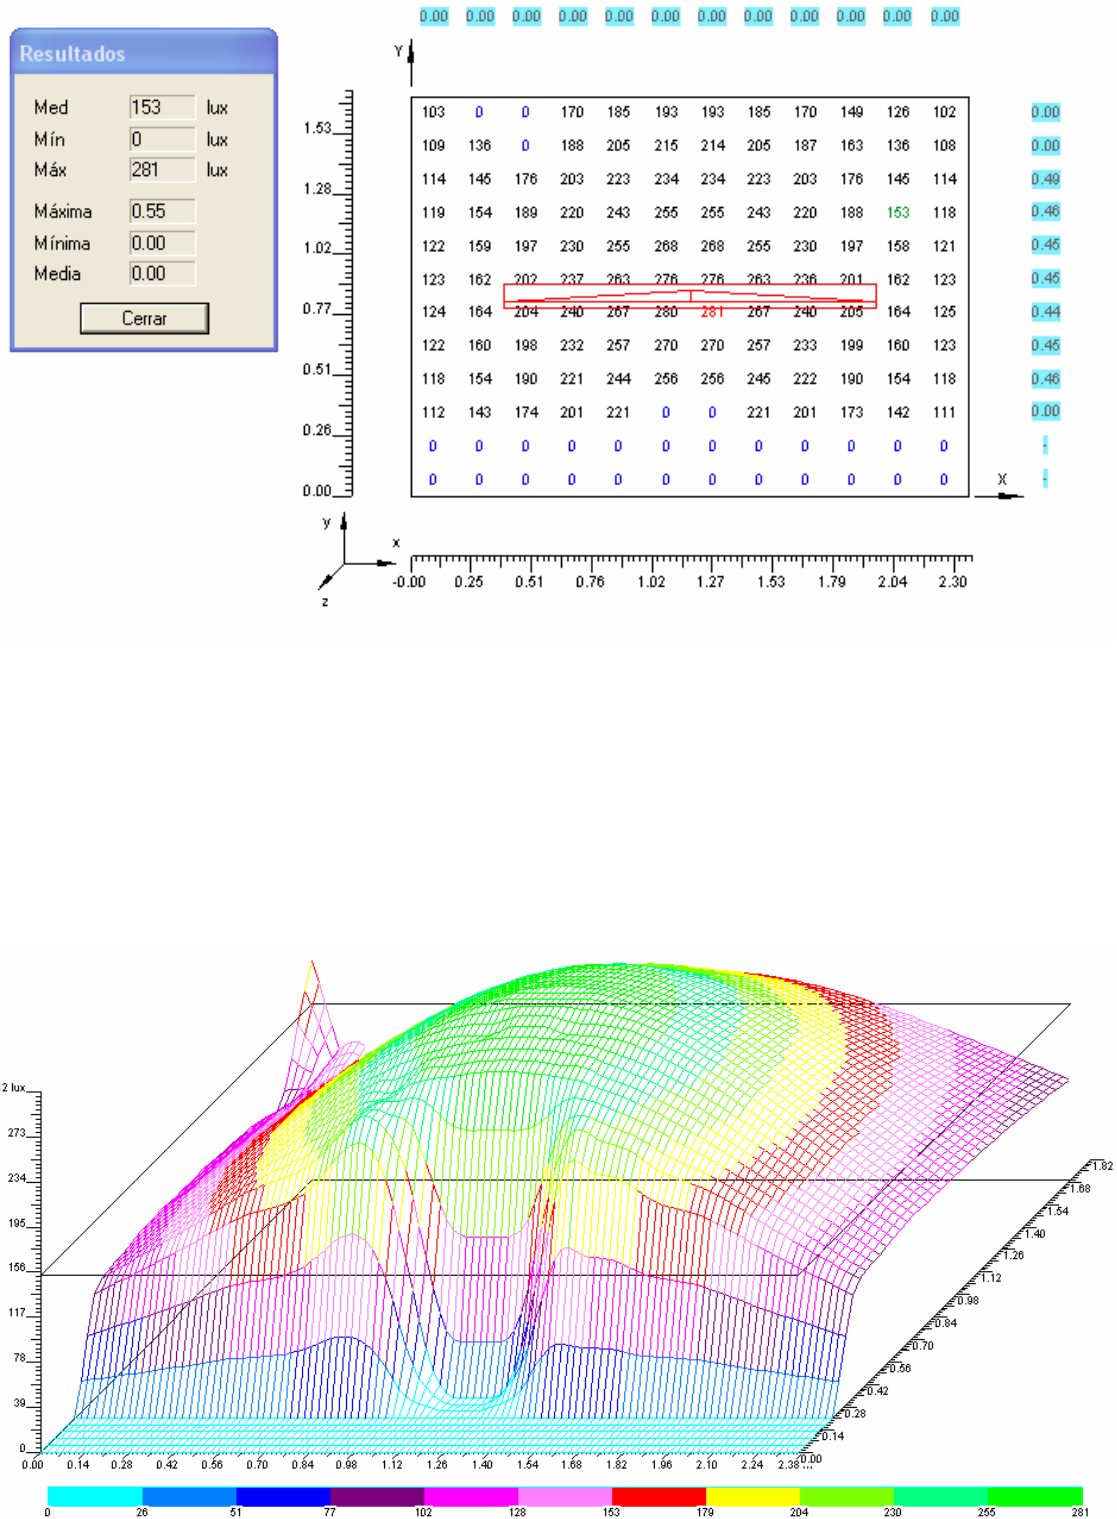 0.00 0.00 0.00 0.00 0.00 0.00 0.00 0.00 0.00 0.00 0.00 0.00
Resultados
Med 153 lux
Mín 0 lux
Máx 281 lux
Máxima 0.55
Mínima 0.00
Media 0.00
Cerrar
Y
103 0 0 170 185 193 193 185 170 149 126 102 0.00
1.53
109 136 0 188 205 215 214 205 187 163 136 108 0.00
114 145 176 203 223 234 234 223 203 176 145 114 0.49
1.28
119 154 189 220 243 255 255 243 220 188 153 118 0.46
1.02
122 159 197 230 255 268 268 255 230 197 158 121 0.45
123 162 202 237 263 276 276 263 236 201 162 123 0.45
0.77
124 164 204 240 267 280 281 267 240 205 164 125 0.44
122 160 198 232 257 270 270 257 233 199 160 123 0.45
0.51
118 154 190 221 244 256 256 245 222 190 154 118 0.46
112 143 174 201 221 0 0 221 201 173 142 111 0.00
0.26
0 0 0 0 0 0 0 0 0 0 0 0 -
0 0 0 0 0 0 0 0 0 0 0 0 -
0.00
X
y
x
z
-0.00 0.25 0.51 0.76 1.02 1.27 1.53 1.79 2.04 2.30
2 lux
273
234
195
156
117
78
39
0
1.82
1.68
1.54
1.40
1.26
1.12
0.98
0.84
0.70
0.56
0.42
0.28
0.14
0.00
0.00 0.14 0.28 0.42 0.56 0.70 0.84 0.98 1.12 1.26 1.40 1.54 1.68 1.82 1.96 2.10 2.24 2.38...
0 26 51 77 102 128 153 179 204 230 255 281